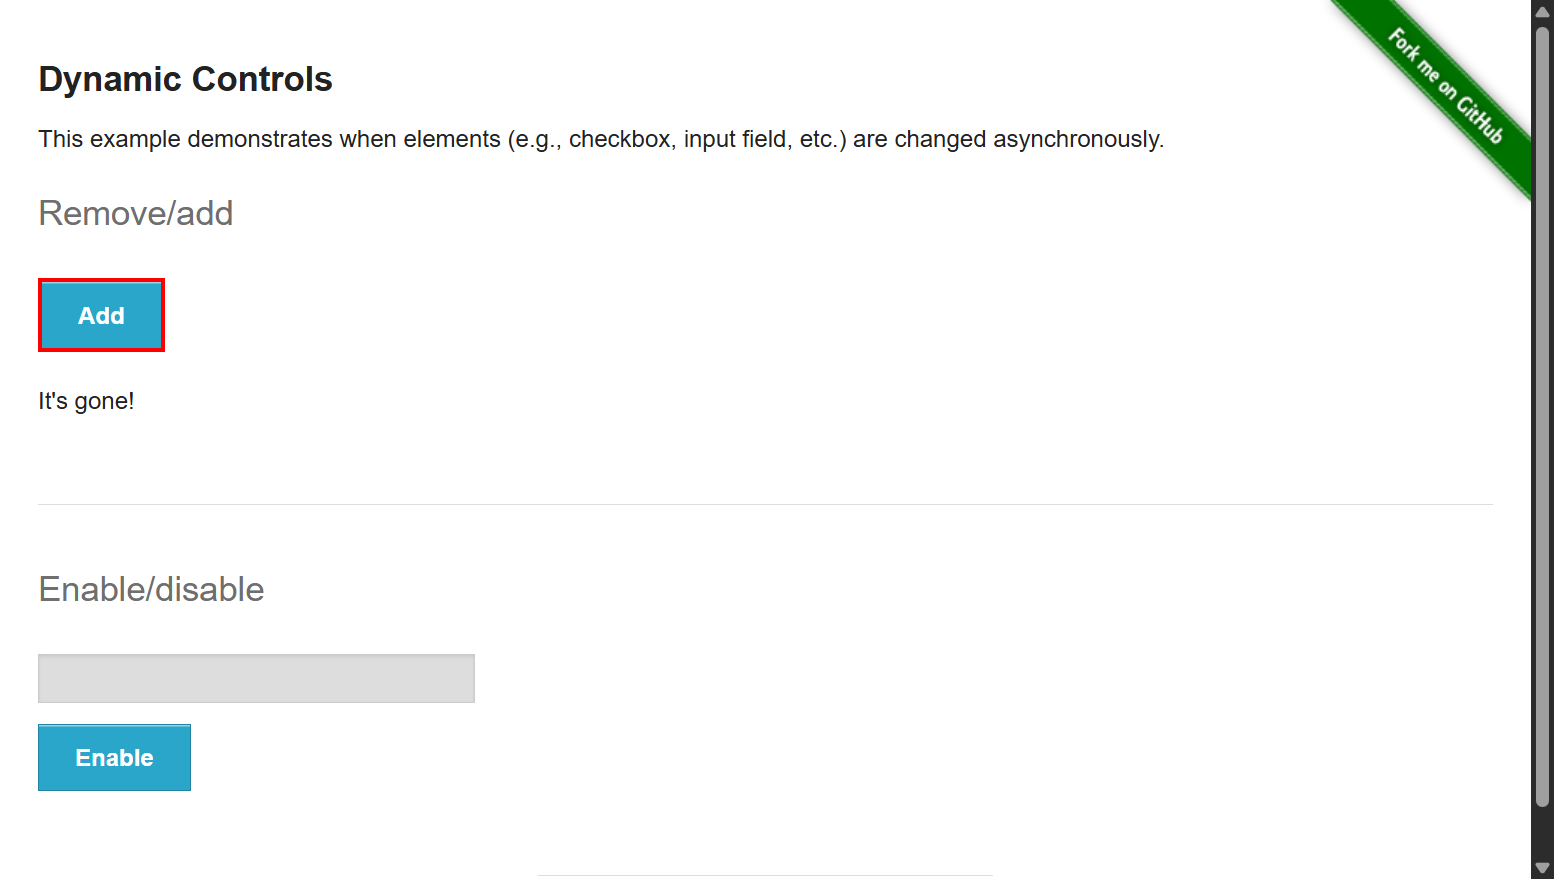 Fork me on GitHub
Dynamic Controls
This example demonstrates when elements (e.g., checkbox, input field, etc.) are changed asynchronously.
Remove/add
Add
It's gone!
Enable/disable
Enable